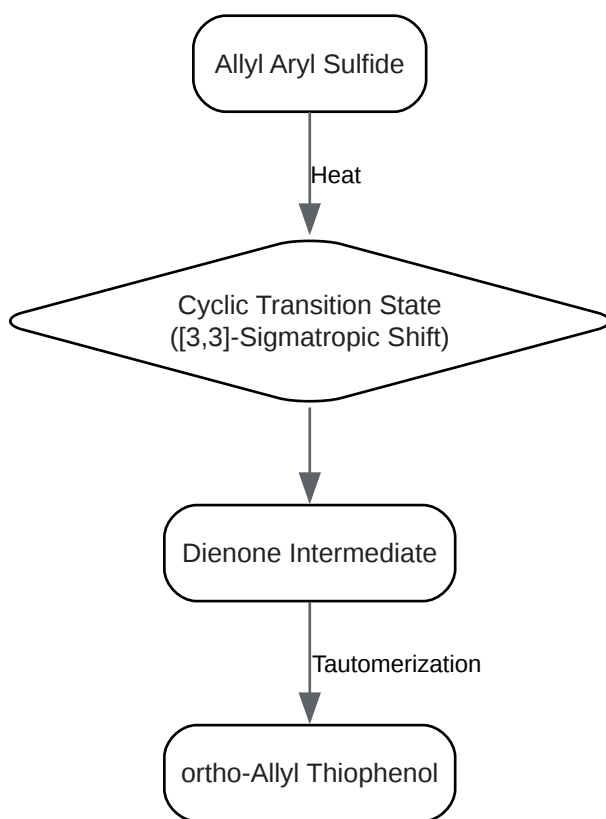 Allyl Aryl Sulfide
Heat
Cyclic Transition State
([3,3]-Sigmatropic Shift)
Dienone Intermediate
Tautomerization
ortho-Allyl Thiophenol